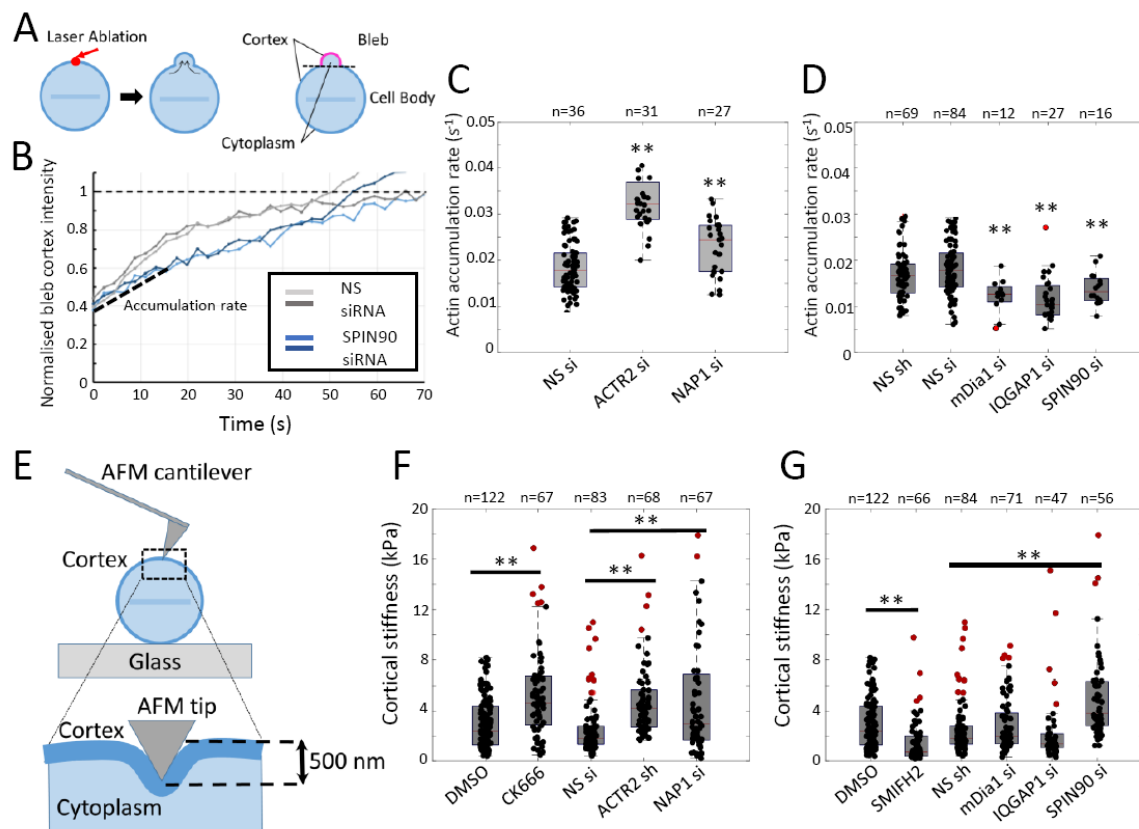 A
Laser Ablation
Cortex
Bleb
Cell Body
Cytoplasm
B
Normalised bleb cortex intensity
1
0.8
0.6
0.4
0.2
0
0 10 20 30 40 50 60 70
Time (s)
Accumulation rate
NS
siRNA
SPIN90
siRNA
C
n=36 n=31 n=27
Actin accumulation rate (s⁻¹)
0.05
0.04
0.03
0.02
0.01
0
** **
NS si
ACTR2 si
NAP1 si
D
n=69 n=84 n=12 n=27 n=16
Actin accumulation rate (s⁻¹)
0.05
0.04
0.03
0.02
0.01
0
** ** **
NS sh
NS si
mDia1 si
IQGAP1 si
SPIN90 si
E
AFM cantilever
Cortex
Glass
AFM tip
Cortex
500 nm
Cytoplasm
F
n=122 n=67 n=83 n=68 n=67
Cortical stiffness (kPa)
20
16
12
8
4
0
** ** **
DMSO
CK666
NS si
ACTR2 sh
NAP1 si
G
n=122 n=66 n=84 n=71 n=47 n=56
Cortical stiffness (kPa)
20
16
12
8
4
0
** **
DMSO
SMIFH2
NS sh
mDia1 si
IQGAP1 si
SPIN90 si